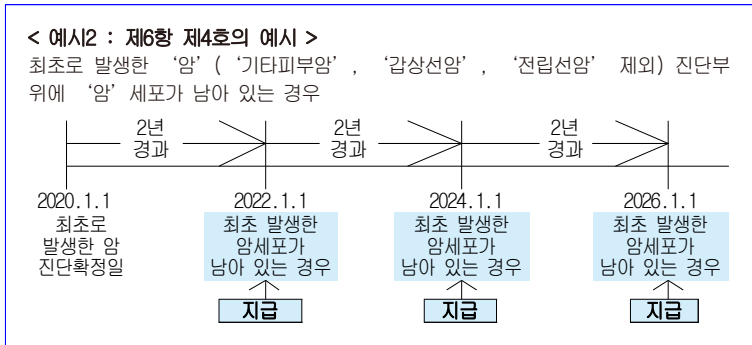 < 예시2 : 제6항 제4호의 예시 >
최초로 발생한 ‘암’ ( ‘기타피부암’ , ‘갑상선암’ , ‘전립선암’ 제외) 진단부
위에 ‘암’ 세포가 남아 있는 경우
2년 2년 2년
경과 경과 경과
2020.1.1 2022.1.1 2024.1.1 2026.1.1
최초로 최초 발생한 최초 발생한 최초 발생한
발생한 암 암세포가 암세포가 암세포가
진단확정일 남아 있는 경우 남아 있는 경우 남아 있는 경우
지급 지급 지급